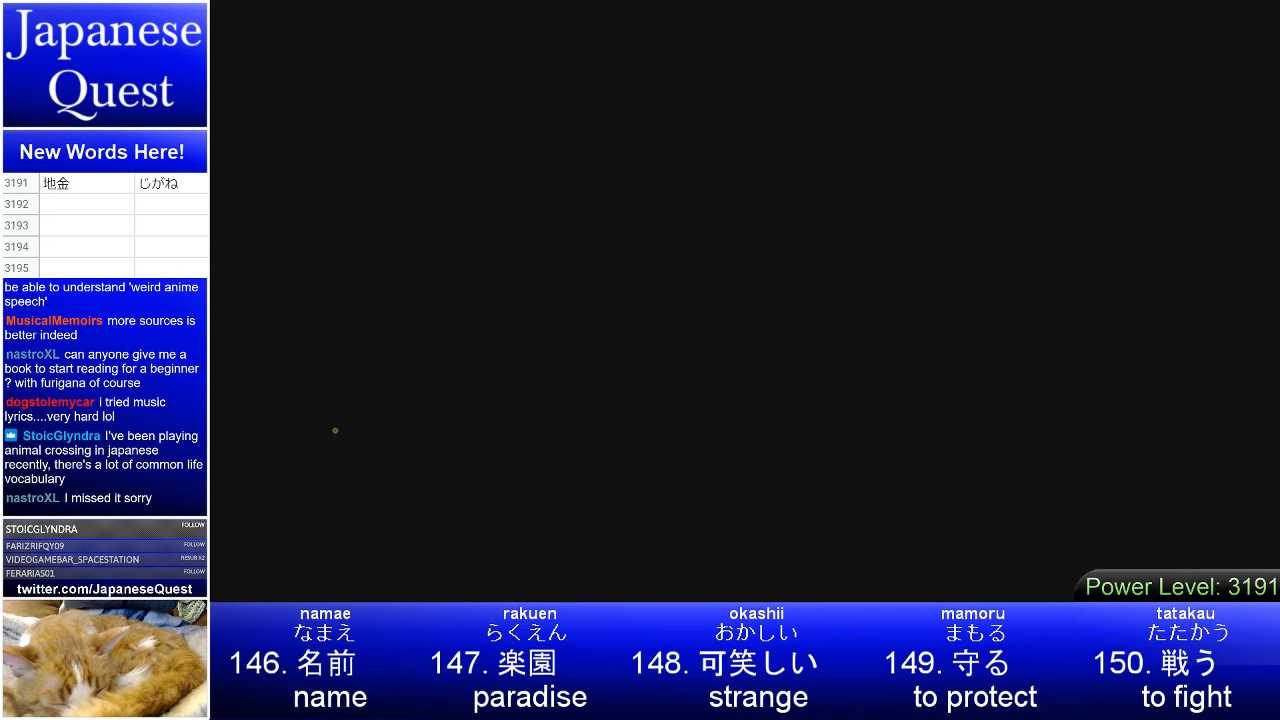 Japanese
Quest
New Words Here!
3191 地金 じがね
3192
3193
3194
3195
be able to understand 'weird anime
speech'
MusicalMemoirs more sources is
better indeed
nastroXL can anyone give me a
book to start reading for a beginner
? with furigana of course
dogstolemycar i tried music
lyrics....very hard lol
StoicGlyndra I've been playing
animal crossing in japanese
recently, there's a lot of common life
vocabulary
nastroXL I missed it sorry
STOICGLYNDRA FOLLOW
FARIZRIFQY09 FOLLOW
VIDEOGAMEBAR_SPACESTATION RESUB X2
FERARIAS01 FOLLOW
twitter.com/JapaneseQuest
Power Level: 3191
namae rakuen okashii mamoru tatakau
なまえ らくえん おかしい まもる たたかう
146. 名前 147. 楽園 148. 可笑しい 149. 守る 150. 戦う
name paradise strange to protect to fight